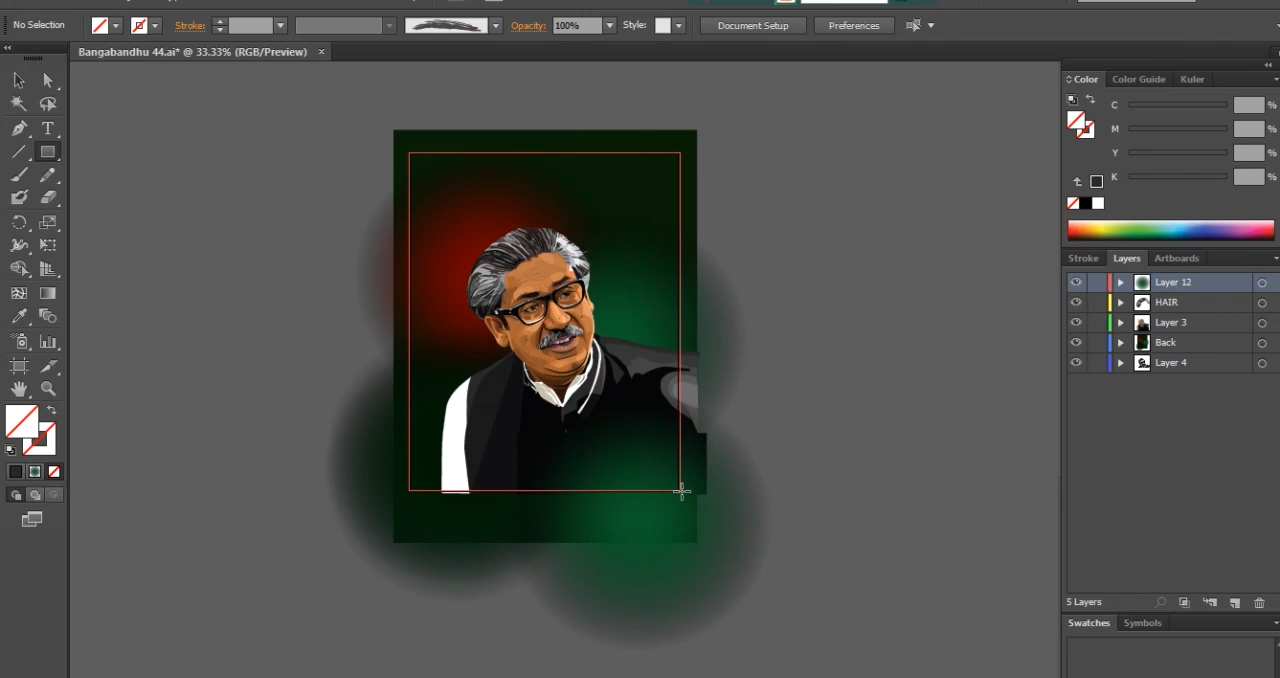 No Selection Stroke: Opacity: 100% Style: Document Setup Preferences
Bangabandhu 44.ai* @ 33.33% (RGB/Preview) ×
Color Color Guide Kuler
C %
M %
Y %
K %
Stroke Layers Artboards
Layer 12
HAIR
Layer 3
Back
Layer 4
5 Layers
Swatches Symbols